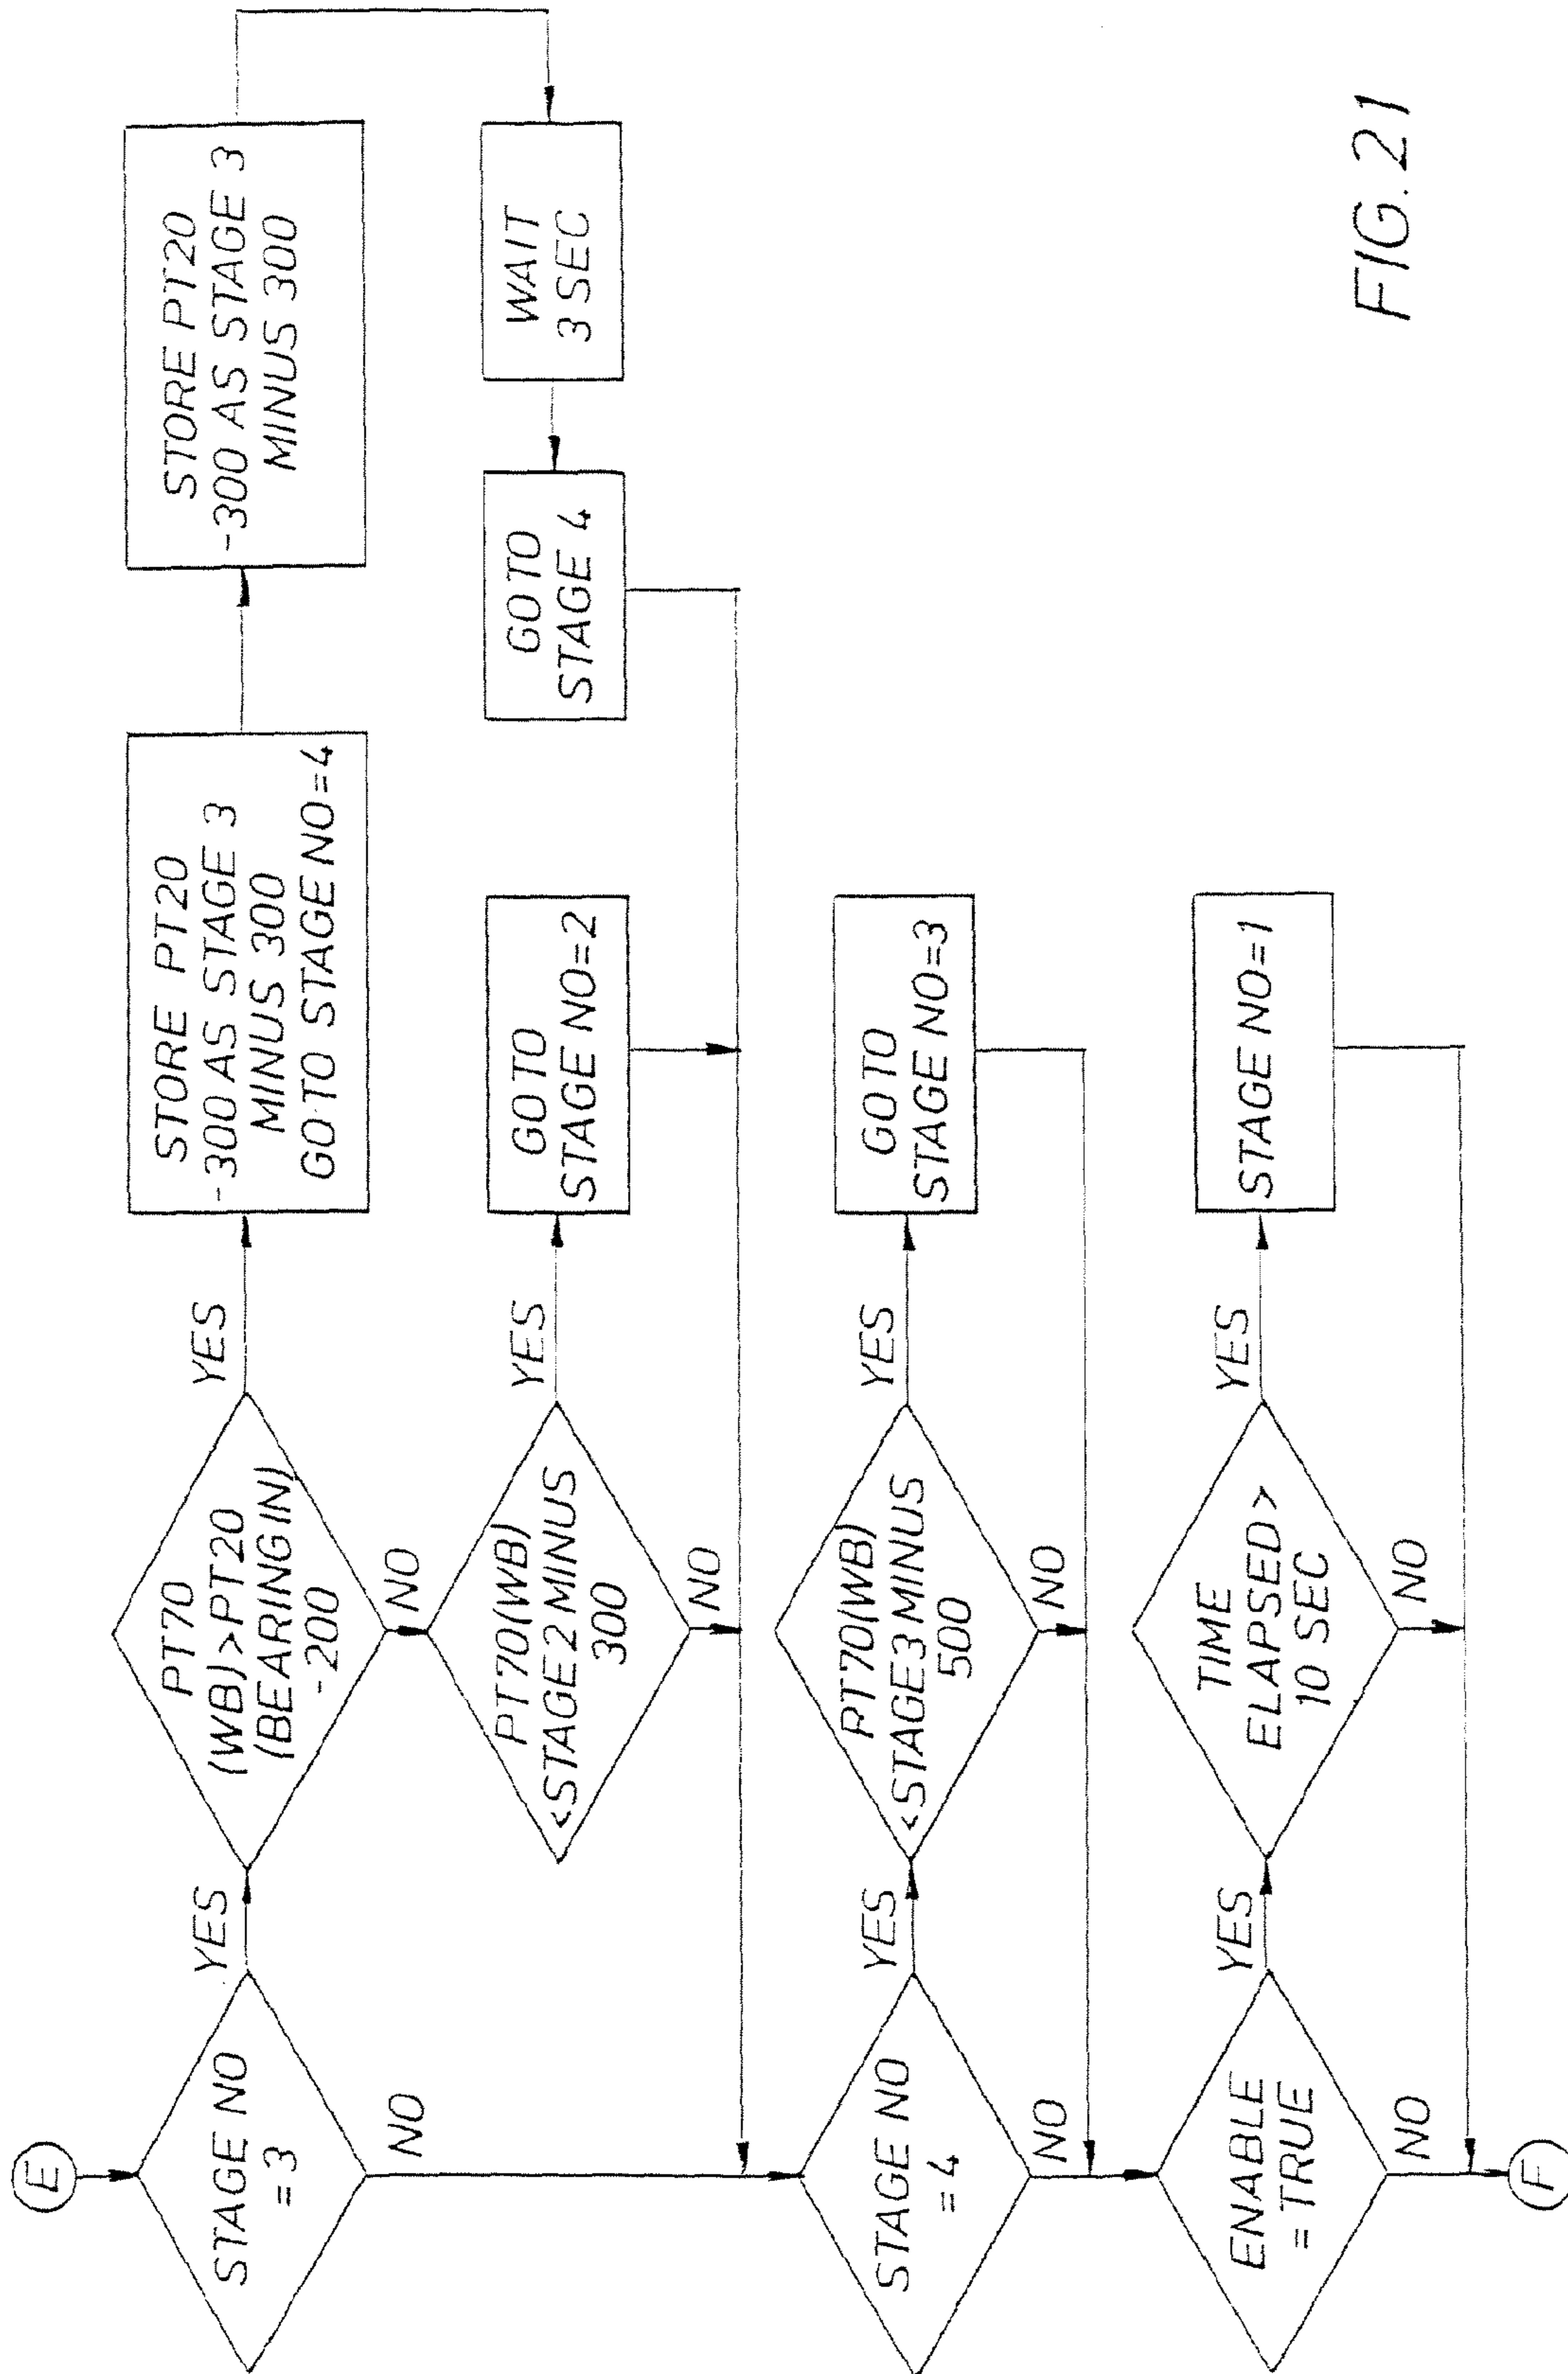 E
STAGE NO
= 3
YES
NO
PT70
(WB)>PT20
(BEARING IN)
-200
YES
NO
STORE PT20
-300 AS STAGE 3
MINUS 300
GO TO STAGE NO=4
STORE PT20
-300 AS STAGE 3
MINUS 300
WAIT
3 SEC
GO TO
STAGE 4
PT70(WB)
<STAGE 2 MINUS
300
YES
NO
GO TO
STAGE NO=2
STAGE NO
= 4
YES
NO
PT70(WB)
<STAGE 3 MINUS
500
YES
NO
GO TO
STAGE NO=3
ENABLE
= TRUE
YES
NO
TIME
ELAPSED>
10 SEC
YES
NO
STAGE NO=1
F
FIG. 21